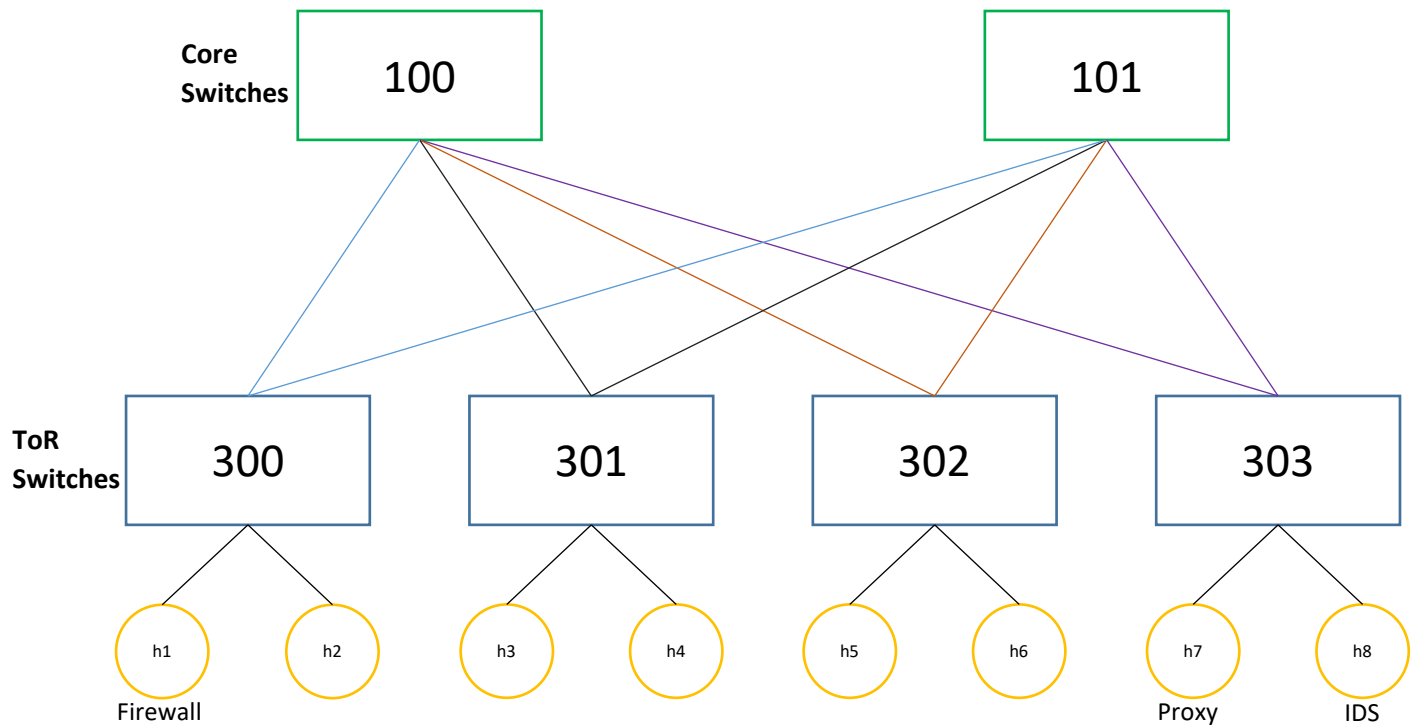 Core
Switches
100
101
ToR
Switches
300
301
302
303
h1
h2
h3
h4
h5
h6
h7
h8
Firewall
Proxy
IDS